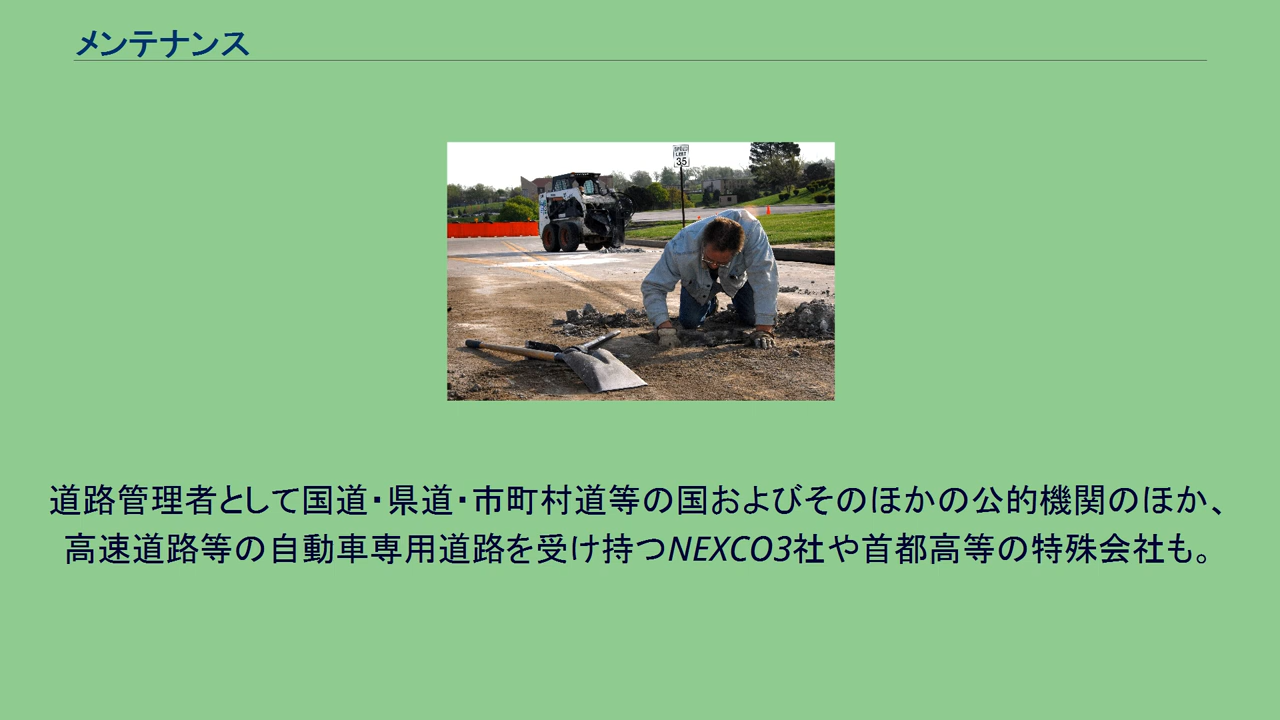 メンテナンス
SPEED
LIMIT
35
道路管理者として国道・県道・市町村道等の国およびそのほかの公的機関のほか、
高速道路等の自動車専用道路を受け持つNEXCO3社や首都高等の特殊会社も。